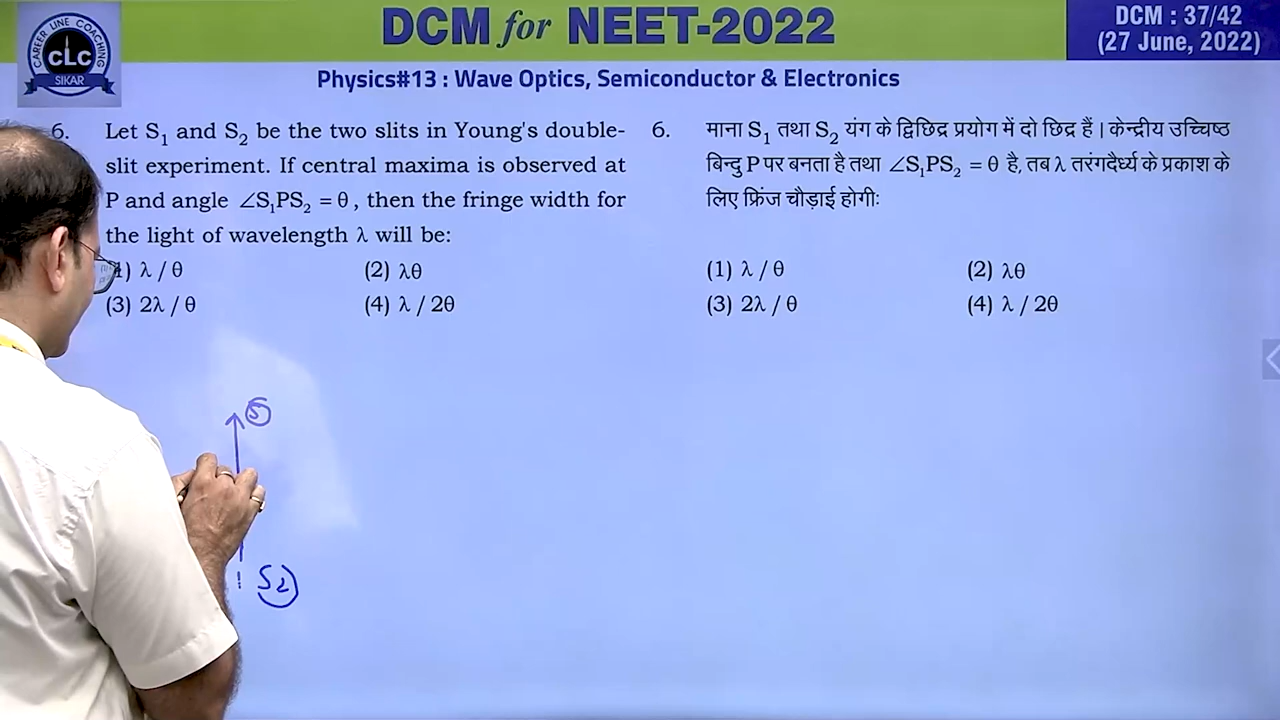 DCM for NEET-2022
DCM : 37/42
(27 June, 2022)
CAREER LINE COACHING
CLC
SIKAR
Physics#13 : Wave Optics, Semiconductor & Electronics
6. Let S₁ and S₂ be the two slits in Young's double-
slit experiment. If central maxima is observed at
P and angle ∠S₁PS₂ = θ, then the fringe width for
the light of wavelength λ will be:
(1) λ / θ (2) λθ
(3) 2λ / θ (4) λ / 2θ
6. माना S₁ तथा S₂ यंग के द्विछिद्र प्रयोग में दो छिद्र हैं। केन्द्रीय उच्चिष्ठ
बिन्दु P पर बनता है तथा ∠S₁PS₂ = θ है, तब λ तरंगदैर्ध्य के प्रकाश के
लिए फ्रिंज चौड़ाई होगीः
(1) λ / θ (2) λθ
(3) 2λ / θ (4) λ / 2θ
S₂